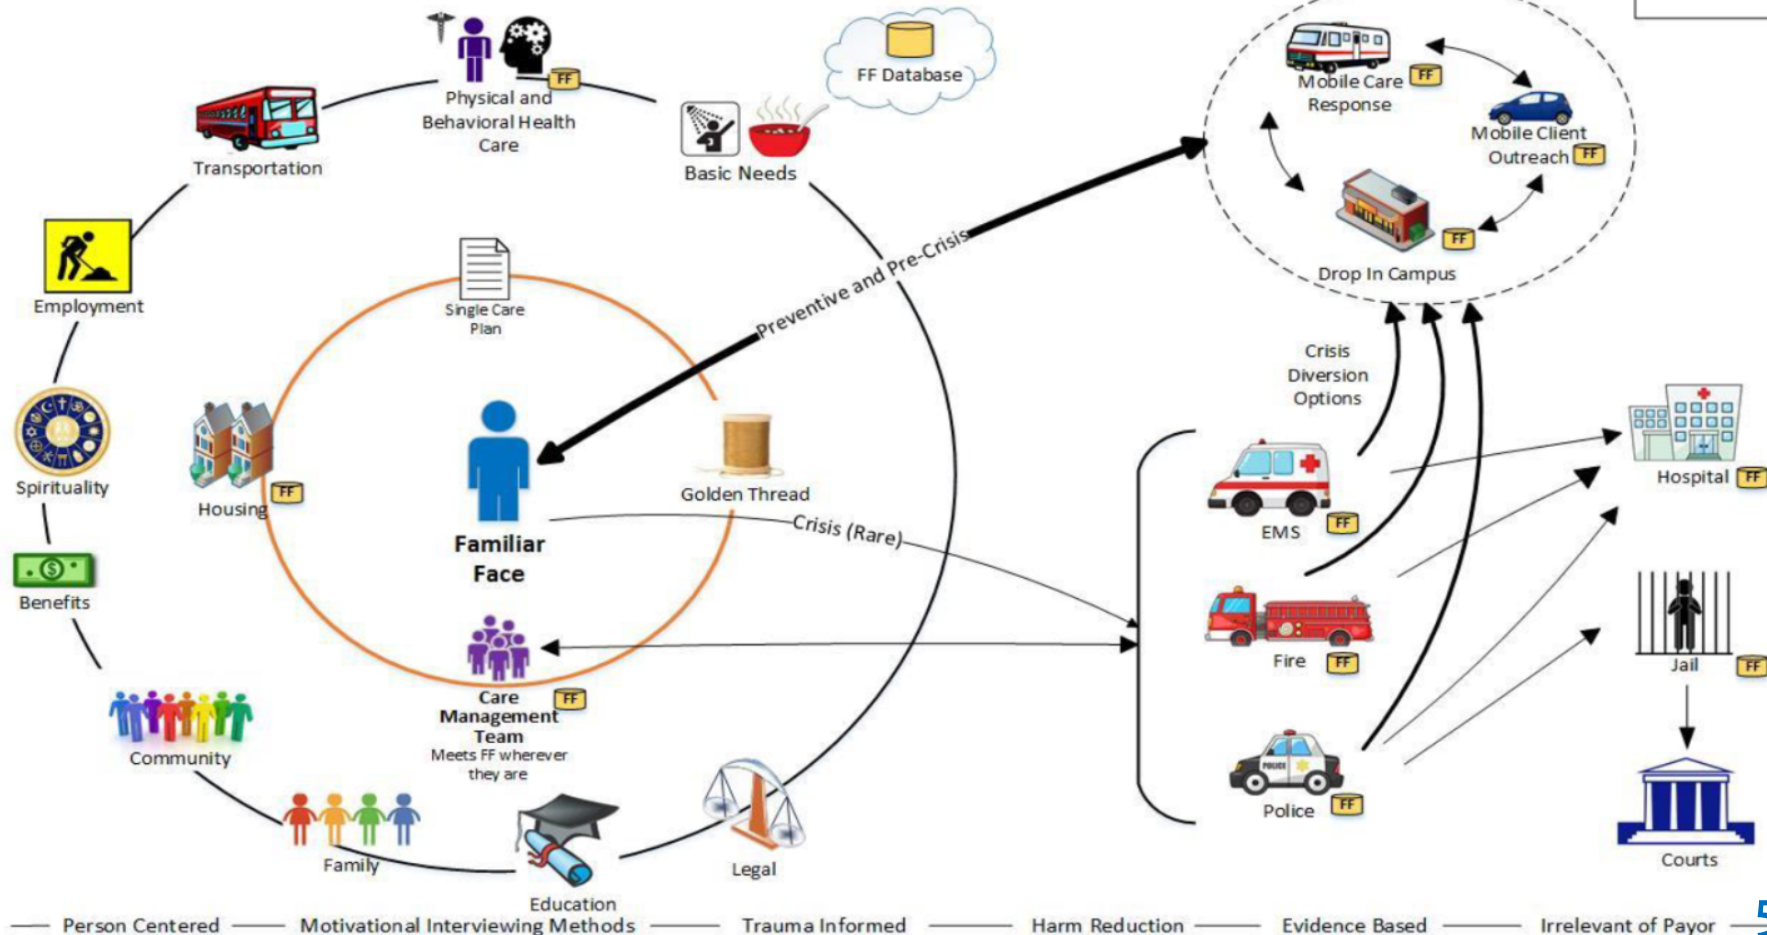 FF Database
FF
Physical and
Behavioral Health
Care
Transportation
Basic Needs
Mobile Care
Response
FF
Mobile Client
Outreach
FF
FF
Drop In Campus
Employment
Preventive and Pre-Crisis
Single Care
Plan
Crisis
Diversion
Options
Spirituality
Housing
FF
Golden Thread
Familiar
Face
Crisis (Rare)
EMS
FF
Hospital
FF
Benefits
Fire
FF
Jail
FF
Care
Management
Team
FF
Meets FF wherever
they are
Community
POLICE
Police
FF
Family
Legal
Education
Courts
Person Centered
Motivational Interviewing Methods
Trauma Informed
Harm Reduction
Evidence Based
Irrelevant of Payor